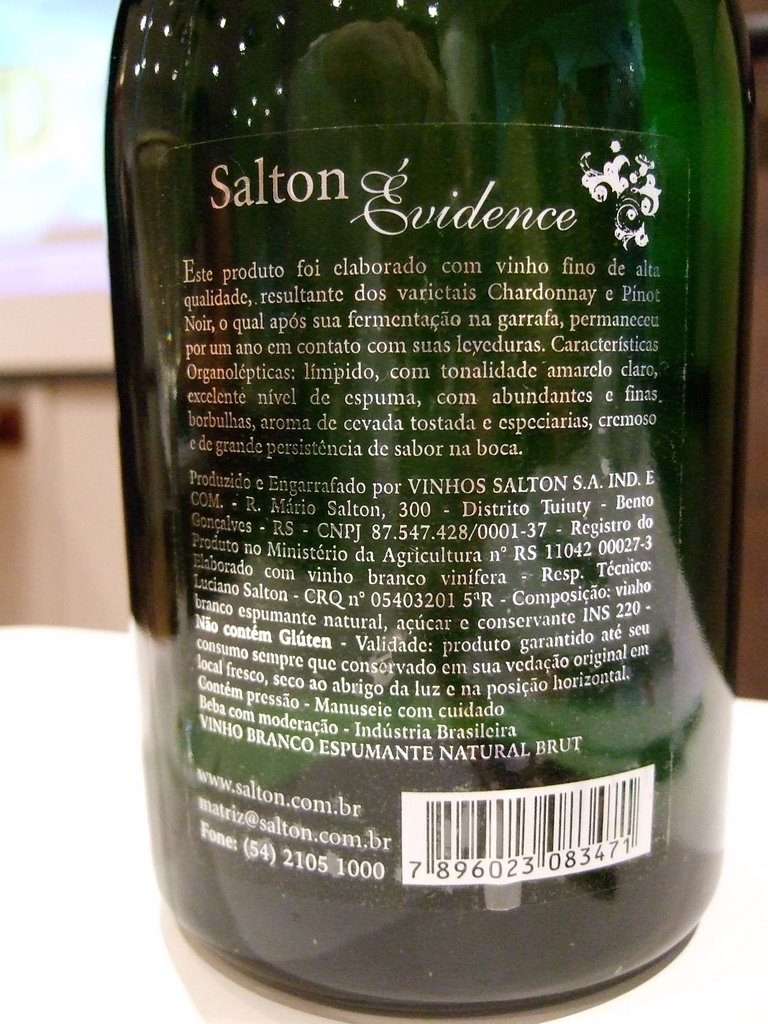 Salton Évidence
Este produto foi elaborado com vinho fino de alta
qualidade, resultante dos varietais Chardonnay e Pinot
Noir, o qual após sua fermentação na garrafa, permaneceu
por um ano em contato com suas leveduras. Características
Organolépticas: límpido, com tonalidade amarelo claro,
excelente nível de espuma, com abundantes e finas
borbulhas, aroma de cevada tostada e especiarias, cremoso
e de grande persistência de sabor na boca.
Produzido e Engarrafado por VINHOS SALTON S.A. IND. E
COM. - R. Mário Salton, 300 - Distrito Tuiuty - Bento
Gonçalves - RS - CNPJ 87.547.428/0001-37 - Registro do
Produto no Ministério da Agricultura n° RS 11042 00027-3
Elaborado com vinho branco vinífera - Resp. Técnico:
Luciano Salton - CRQ n° 05403201 5ªR - Composição: vinho
branco espumante natural, açúcar e conservante INS 220 -
Não contém Glúten - Validade: produto garantido até seu
consumo sempre que conservado em sua vedação original em
local fresco, seco ao abrigo da luz e na posição horizontal.
Contém pressão - Manuseie com cuidado
Beba com moderação - Indústria Brasileira
VINHO BRANCO ESPUMANTE NATURAL BRUT
www.salton.com.br
matriz@salton.com.br
Fone: (54) 2105 1000
7 896023 083471